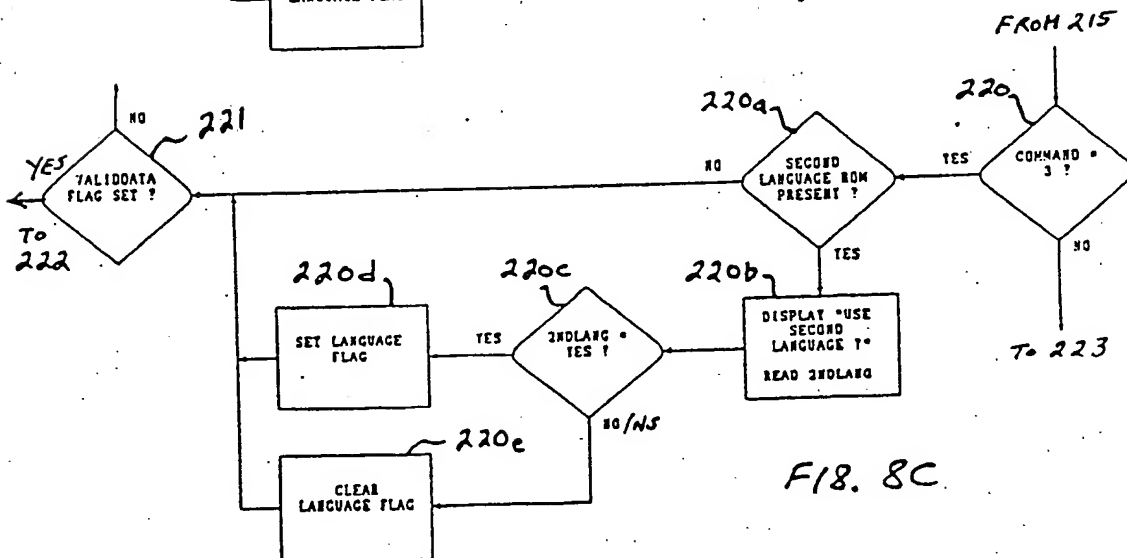 FROM 215
220
COMMAND =
3 ?
YES
NO
TO 223
220a
SECOND
LANGUAGE ROM
PRESENT ?
NO
YES
220b
DISPLAY "USE
SECOND
LANGUAGE ?"
READ 2NDLANG
220c
2NDLANG =
YES ?
YES
NO/NS
220d
SET LANGUAGE
FLAG
220e
CLEAR
LANGUAGE FLAG
221
VALIDDATA
FLAG SET ?
NO
YES
TO
222
FIG. 8C